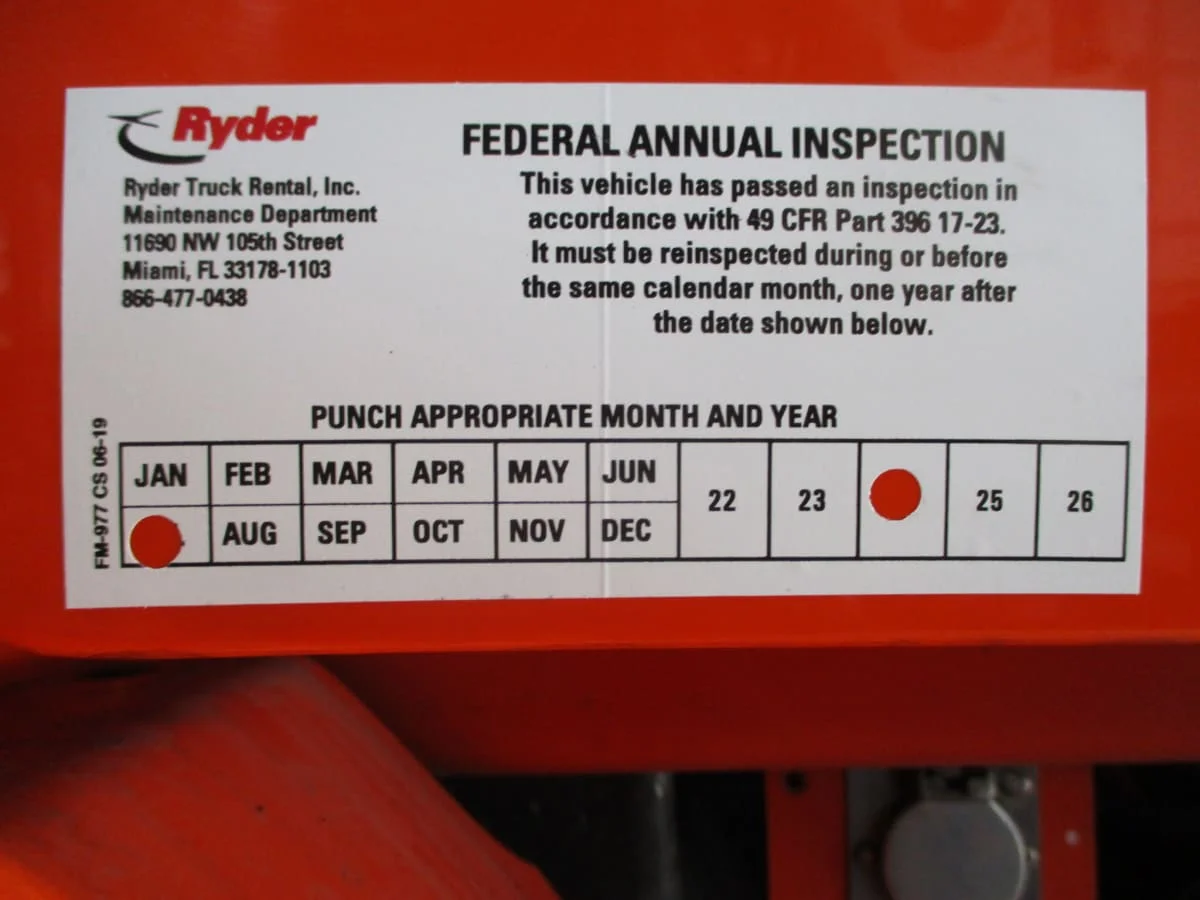 Ryder
Ryder Truck Rental, Inc.
Maintenance Department
11690 NW 105th Street
Miami, FL 33178-1103
866-477-0438
FEDERAL ANNUAL INSPECTION
This vehicle has passed an inspection in
accordance with 49 CFR Part 396 17-23.
It must be reinspected during or before
the same calendar month, one year after
the date shown below.
PUNCH APPROPRIATE MONTH AND YEAR
JAN FEB MAR APR MAY JUN
AUG SEP OCT NOV DEC
22 23 25 26
FM-977 CS 06-19